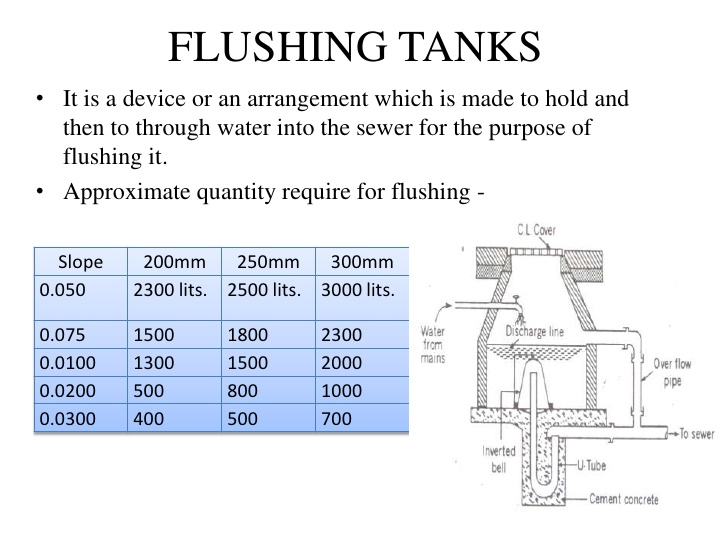 FLUSHING TANKS
• It is a device or an arrangement which is made to hold and
then to through water into the sewer for the purpose of
flushing it.
• Approximate quantity require for flushing -
Slope 200mm 250mm 300mm
0.050 2300 lits. 2500 lits. 3000 lits.
0.075 1500 1800 2300
0.0100 1300 1500 2000
0.0200 500 800 1000
0.0300 400 500 700
C.I. Cover
Water
from
mains
Discharge line
Over flow
pipe
To sewer
Inverted
bell
U-Tube
Cement concrete